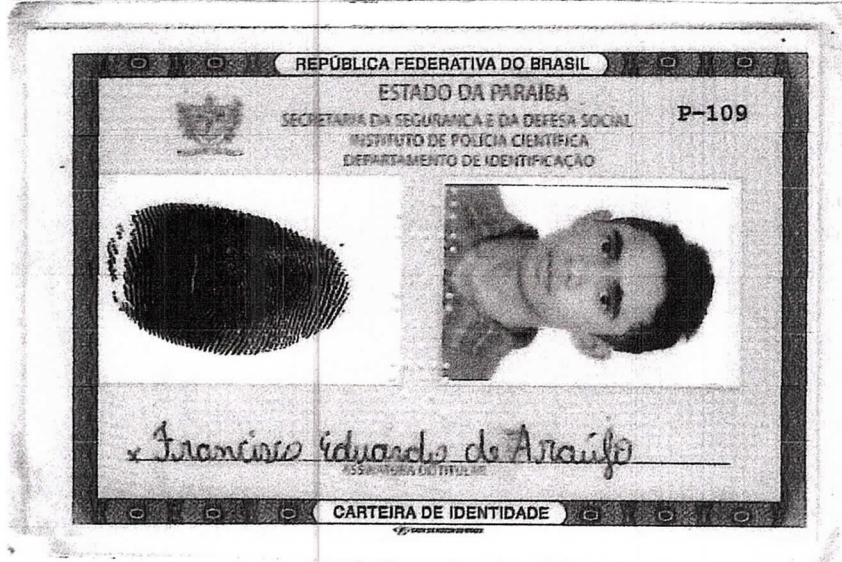 REPÚBLICA FEDERATIVA DO BRASIL
ESTADO DA PARAÍBA
P-109
SECRETARIA DA SEGURANÇA E DA DEFESA SOCIAL
INSTITUTO DE POLÍCIA CIENTÍFICA
DEPARTAMENTO DE IDENTIFICAÇÃO
x Francisco Eduardo de Araújo
ASSINATURA DO TITULAR
CARTEIRA DE IDENTIDADE